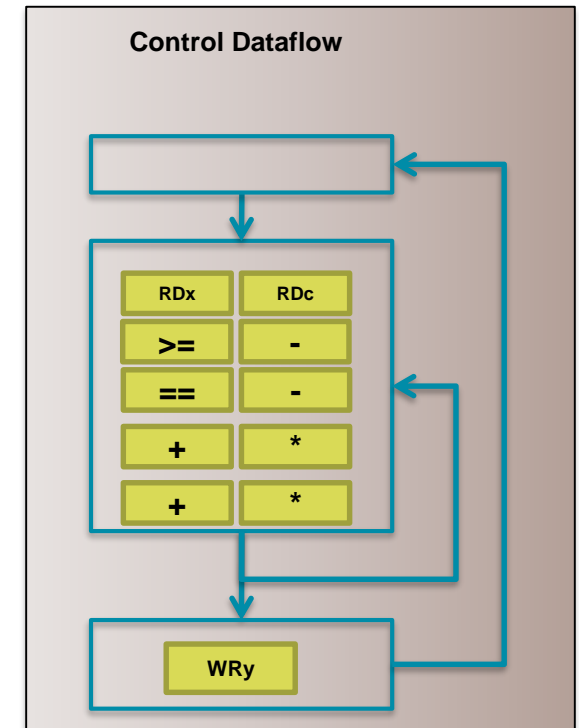 Control Dataflow
RDx RDc
>= -
== -
+ *
+ *
WRy